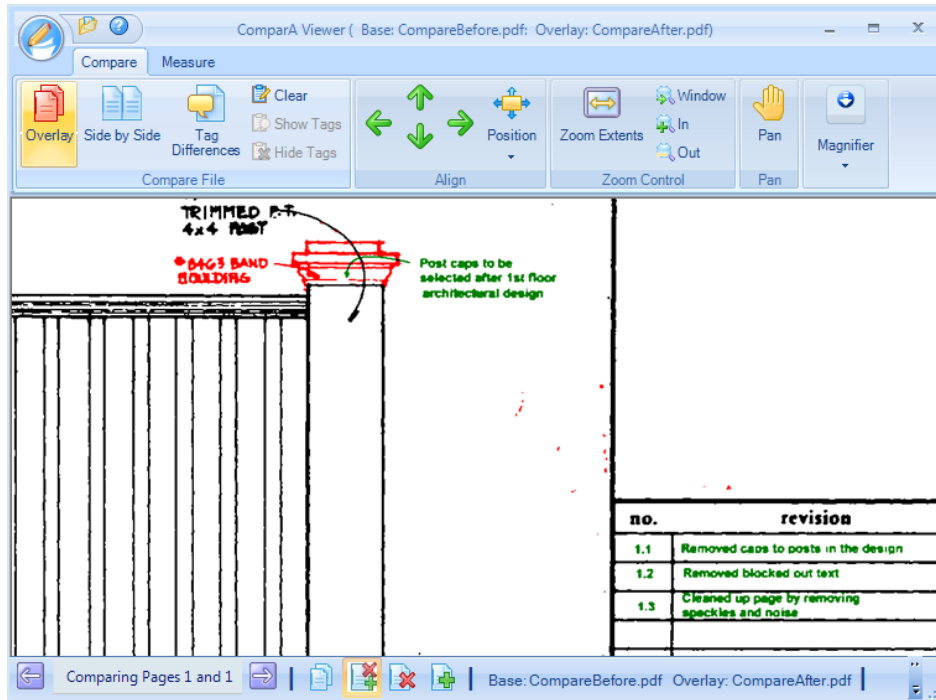 ComparA Viewer ( Base: CompareBefore.pdf: Overlay: CompareAfter.pdf)
Compare Measure
Overlay
Side by Side
Tag
Differences
Clear
Show Tags
Hide Tags
Compare File
Position
Align
Zoom Extents
Window
In
Out
Zoom Control
Pan
Pan
Magnifier
TRIMMED P.T.
4x4 POST
#8463 BAND
MOULDING
Post caps to be
selected after 1st floor
architectural design
no. revision
1.1 Removed caps to posts in the design
1.2 Removed blocked out text
1.3 Cleaned up page by removing
speckles and noise
Comparing Pages 1 and 1
Base: CompareBefore.pdf Overlay: CompareAfter.pdf